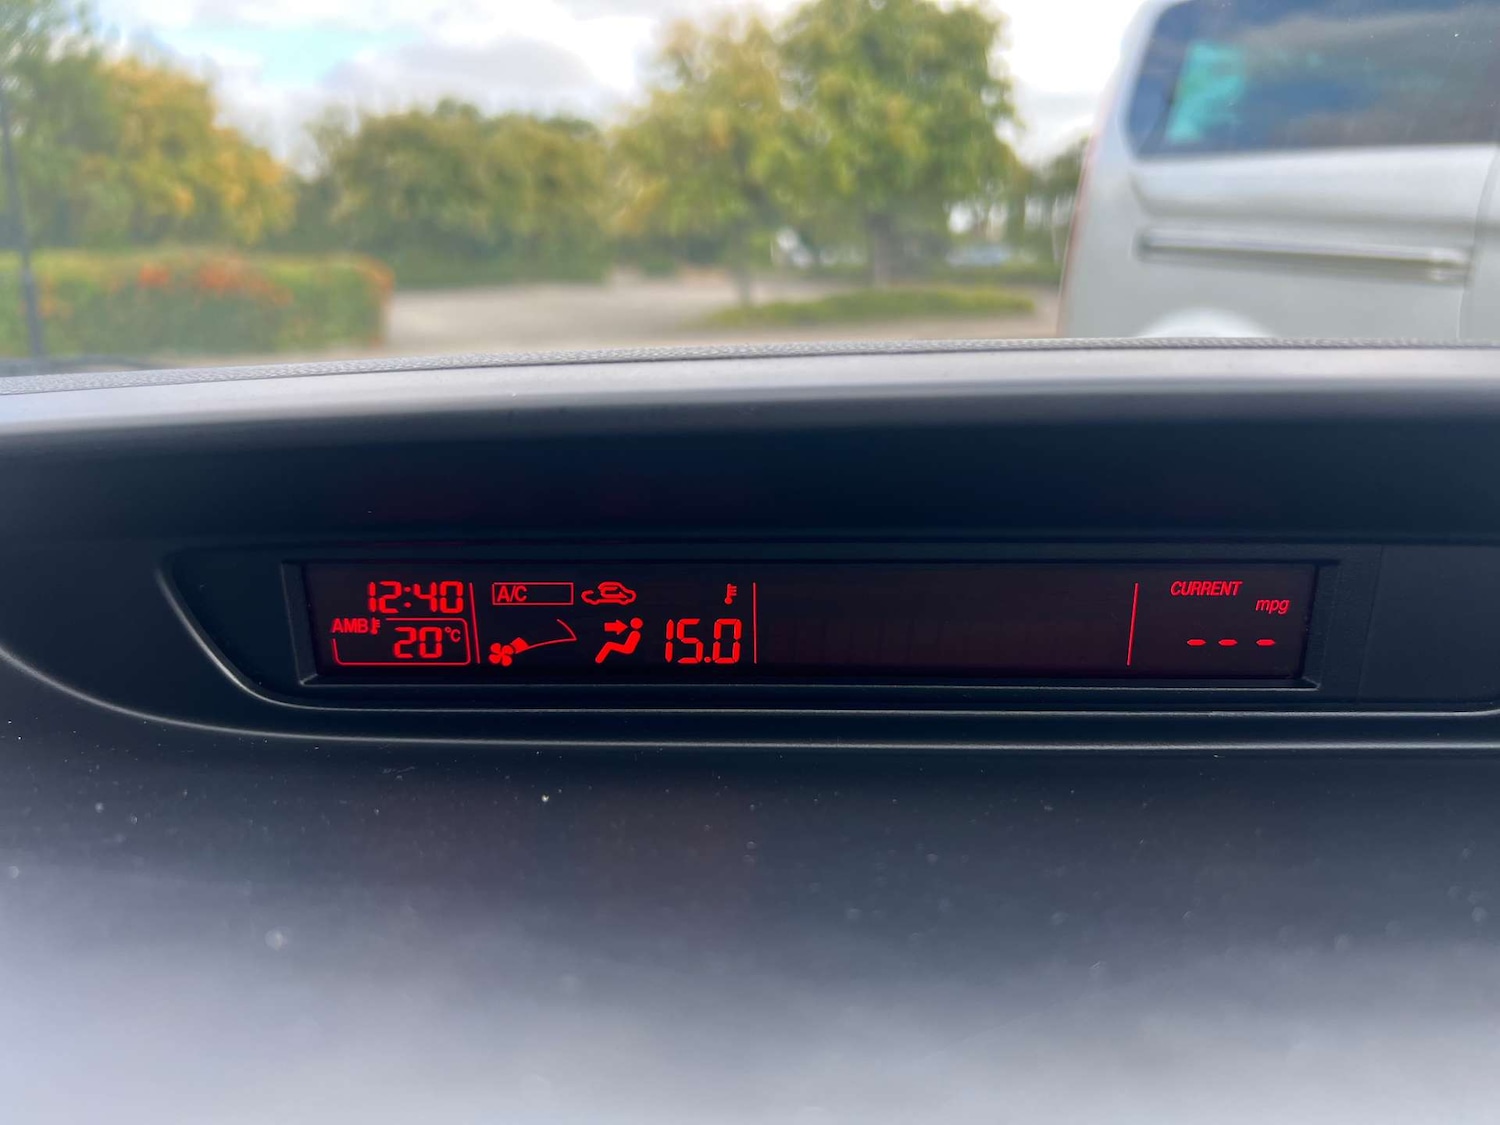 12:40
AMB 20°C
A/C
15.0
CURRENT
mpg
---